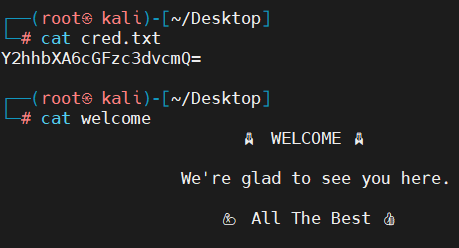 ┌──(root㉿ kali)-[~/Desktop]
└─# cat cred.txt
Y2hhbXA6cGFzc3dvcmQ=
┌──(root㉿ kali)-[~/Desktop]
└─# cat welcome
WELCOME
We're glad to see you here.
All The Best 👍